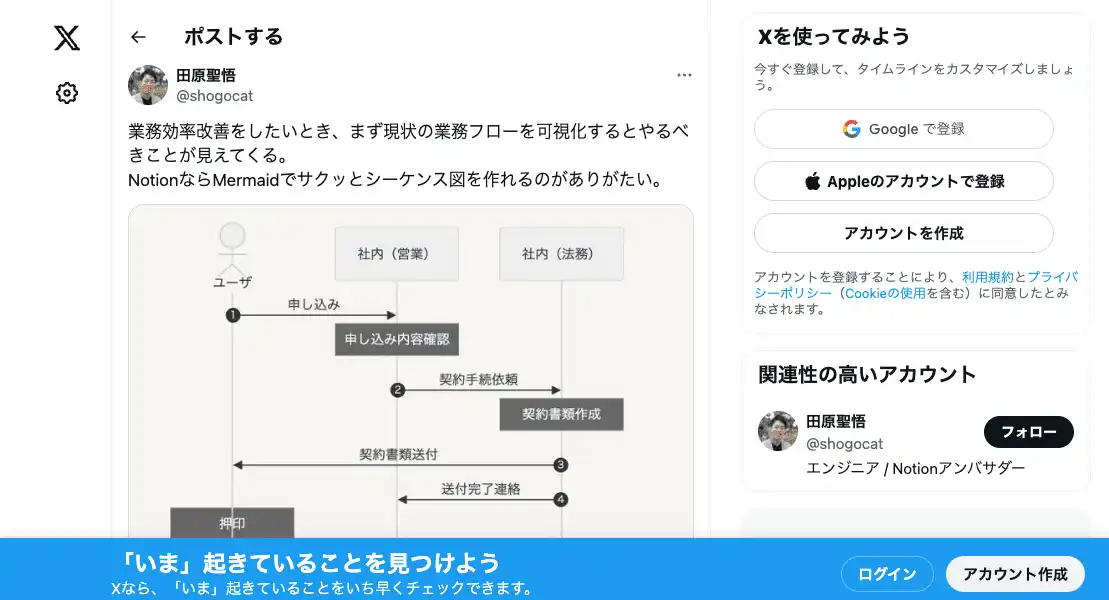 ポストする
田原聖悟
@shogocat
業務効率改善をしたいとき、まず現状の業務フローを可視化するとやるべ
きことが見えてくる。
NotionならMermaidでサクッとシーケンス図を作れるのがありがたい。
社内（営業）
社内（法務）
ユーザ
申し込み
1
申し込み内容確認
契約手続依頼
2
契約書類作成
契約書類送付
3
送付完了連絡
4
押印
Xを使ってみよう
今すぐ登録して、タイムラインをカスタマイズしましょ
う。
Google で登録
Appleのアカウントで登録
アカウントを作成
アカウントを登録することにより、利用規約とプライバ
シーポリシー（Cookieの使用を含む）に同意したとみ
なされます。
関連性の高いアカウント
田原聖悟
@shogocat
フォロー
エンジニア / Notionアンバサダー
「いま」起きていることを見つけよう
Xなら、「いま」起きていることをいち早くチェックできます。
ログイン
アカウント作成